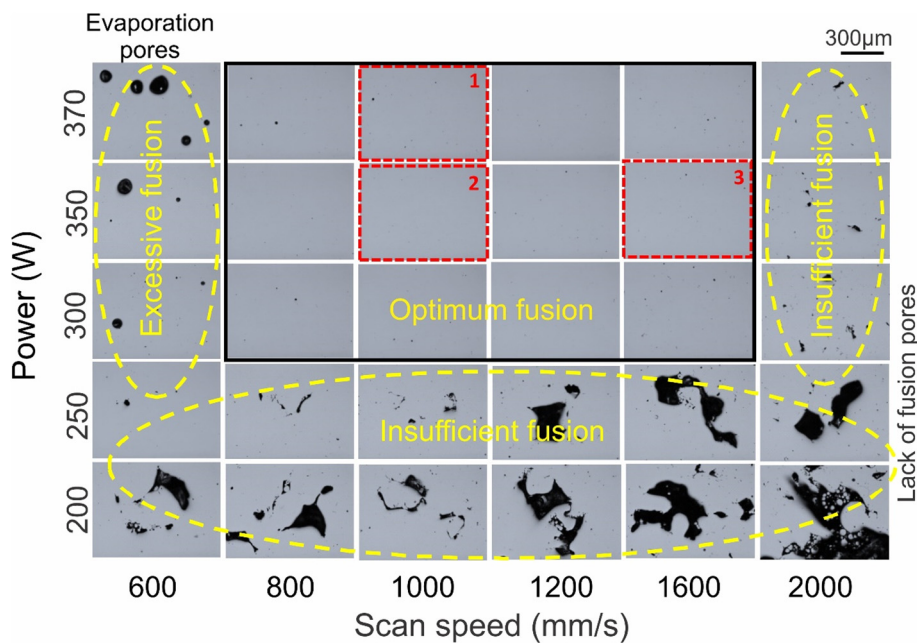 Evaporation
pores
300µm
Power (W)
370
350
300
250
200
Excessive fusion
1
2
3
Optimum fusion
Insufficient fusion
Insufficient fusion
Lack of fusion pores
600
800
1000
1200
1600
2000
Scan speed (mm/s)